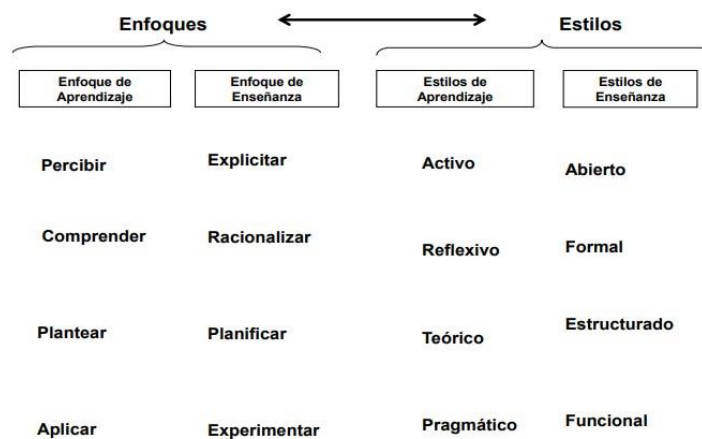 Enfoques Estilos
Enfoque de Aprendizaje
Enfoque de Enseñanza
Estilos de Aprendizaje
Estilos de Enseñanza
Percibir Explicitar Activo Abierto
Comprender Racionalizar Reflexivo Formal
Plantear Planificar Teórico Estructurado
Aplicar Experimentar Pragmático Funcional